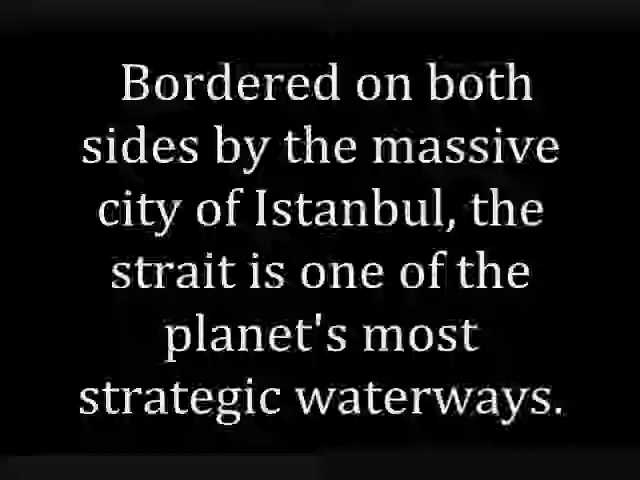 Bordered on both
sides by the massive
city of Istanbul, the
strait is one of the
planet's most
strategic waterways.